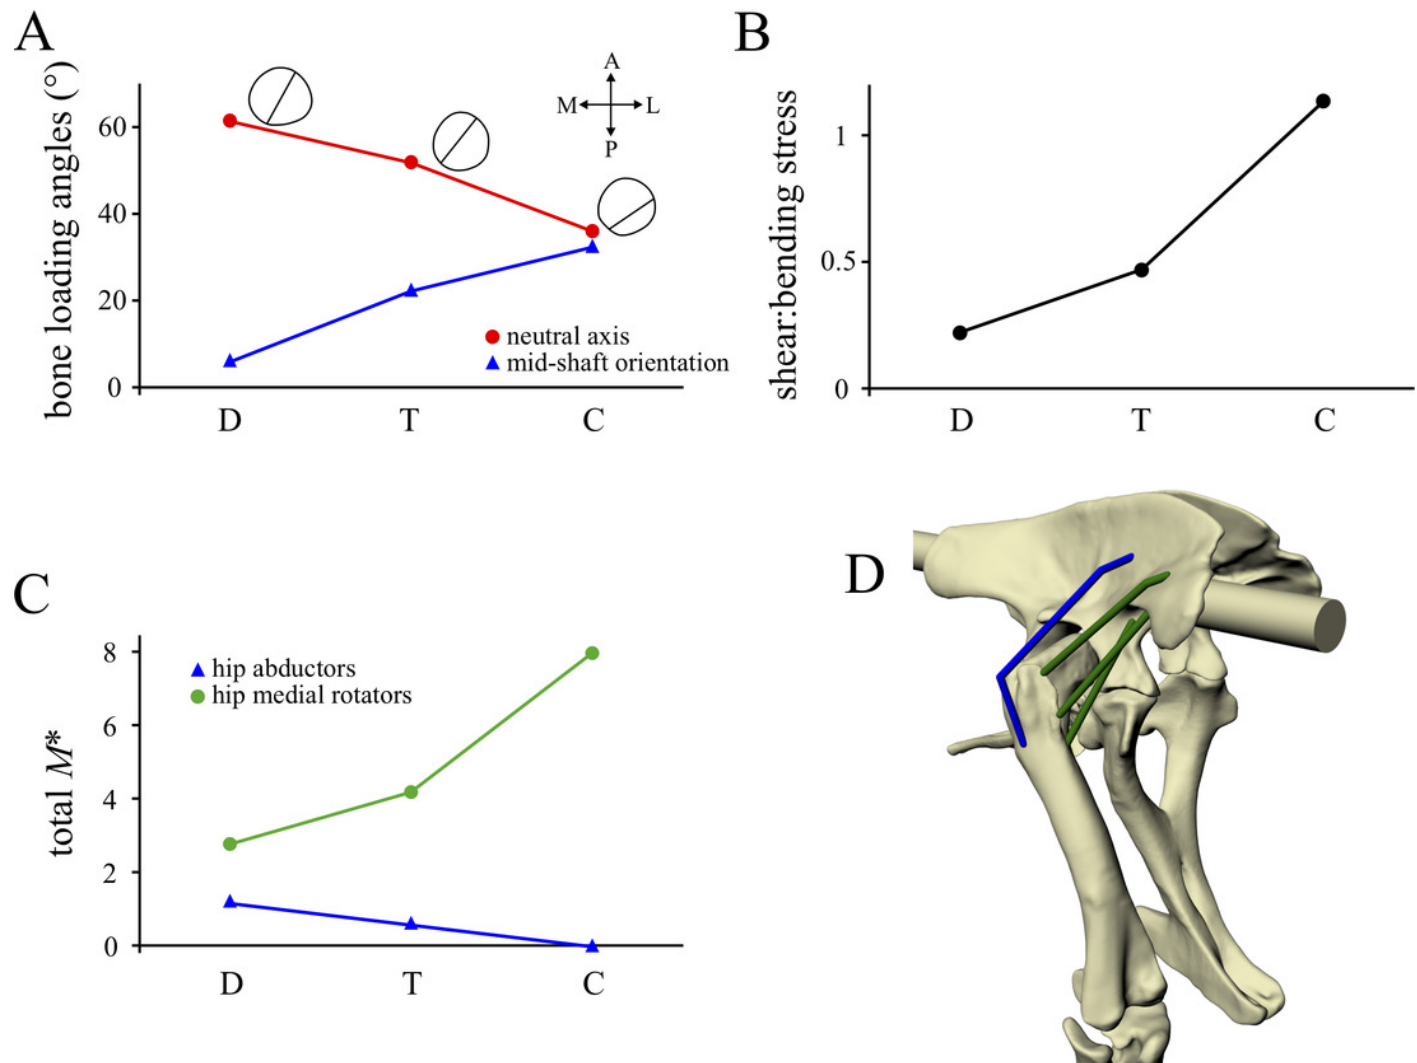 A
bone loading angles (°)
60
40
20
0
D T C
A
M L
P
neutral axis
mid-shaft orientation
B
shear:bending stress
1
0.5
0
D T C
C
total M*
8
6
4
2
0
hip abductors
hip medial rotators
D T C
D